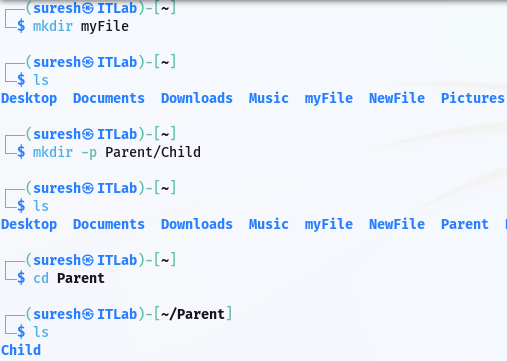 (suresh㉿ITLab)-[~]
$ mkdir myFile
(suresh㉿ITLab)-[~]
$ ls
Desktop Documents Downloads Music myFile NewFile Pictures
(suresh㉿ITLab)-[~]
$ mkdir -p Parent/Child
(suresh㉿ITLab)-[~]
$ ls
Desktop Documents Downloads Music myFile NewFile Parent
(suresh㉿ITLab)-[~]
$ cd Parent
(suresh㉿ITLab)-[~/Parent]
$ ls
Child